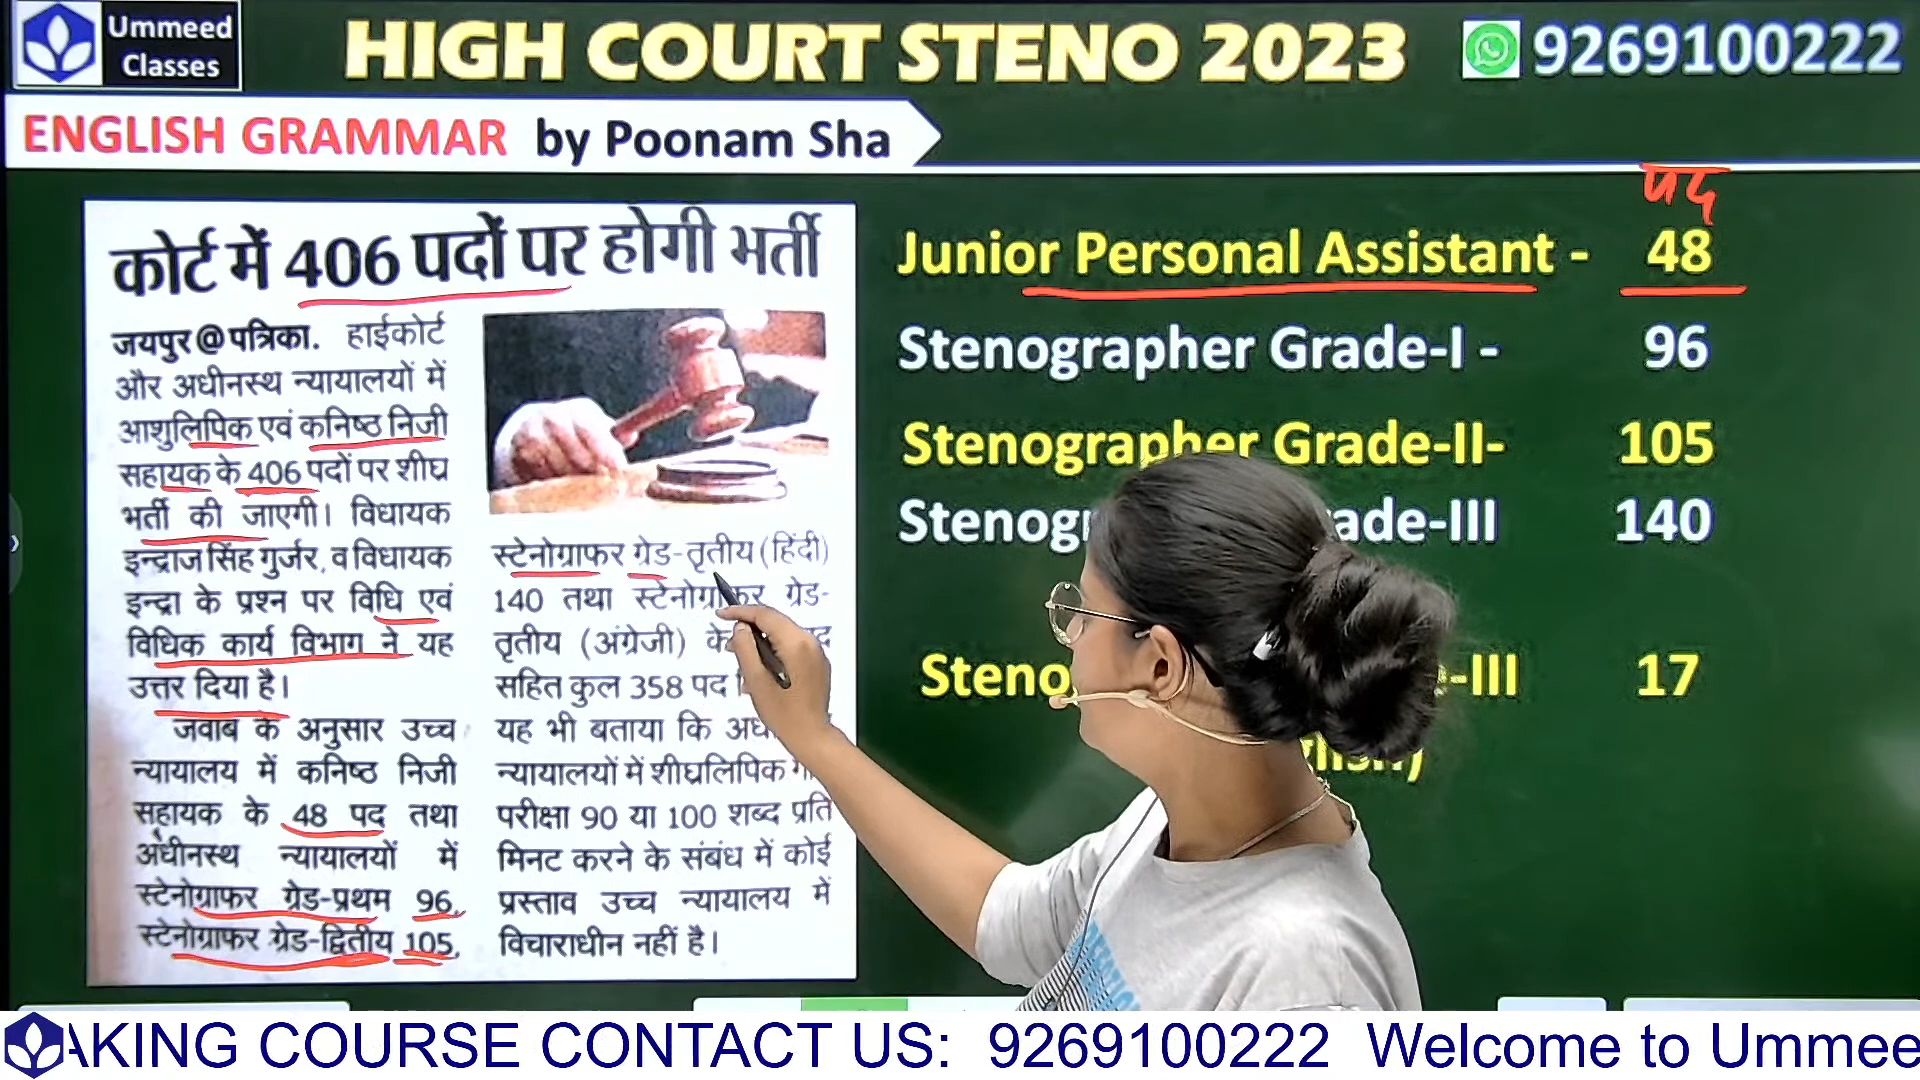 Ummeed
Classes
HIGH COURT STENO 2023
9269100222
ENGLISH GRAMMAR by Poonam Sha
पद
कोर्ट में 406 पदों पर होगी भर्ती
जयपुर@पत्रिका. हाईकोर्ट
और अधीनस्थ न्यायालयों में
आशुलिपिक एवं कनिष्ठ निजी
सहायक के 406 पदों पर शीघ्र
भर्ती की जाएगी। विधायक
इन्द्राज सिंह गुर्जर, व विधायक
इन्द्रा के प्रश्न पर विधि एवं
विधिक कार्य विभाग ने यह
उत्तर दिया है।
जवाब के अनुसार उच्च
न्यायालय में कनिष्ठ निजी
सहायक के 48 पद तथा
अधीनस्थ न्यायालयों में
स्टेनोग्राफर ग्रेड-प्रथम 96,
स्टेनोग्राफर ग्रेड-द्वितीय 105,
स्टेनोग्राफर ग्रेड-तृतीय (हिंदी)
140 तथा स्टेनोग्राफर ग्रेड-
तृतीय (अंग्रेजी) के
सहित कुल 358 पद
यह भी बताया कि
न्यायालयों में शीघ्रलिपिक
परीक्षा 90 या 100 शब्द प्रति
मिनट करने के संबंध में कोई
प्रस्ताव उच्च न्यायालय में
विचाराधीन नहीं है।
Junior Personal Assistant - 48
Stenographer Grade-I - 96
Stenographer Grade-II- 105
Grade-III 140
-III 17
AKING COURSE CONTACT US: 9269100222 Welcome to Ummee